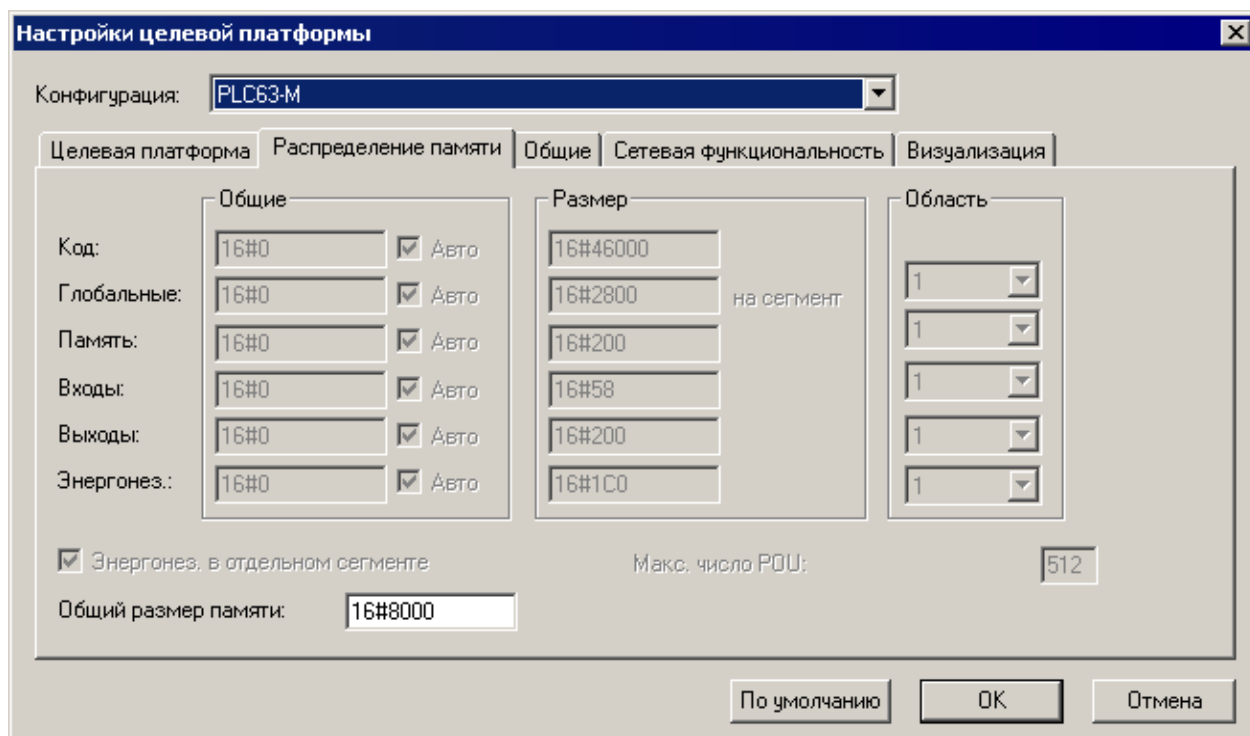 Настройки целевой платформы
Конфигурация: PLC63-M
Целевая платформа Распределение памяти Общие Сетевая функциональность Визуализация
Общие Размер Область
Код: 16#0 Авто 16#46000
Глобальные: 16#0 Авто 16#2800 на сегмент 1
Память: 16#0 Авто 16#200 1
Входы: 16#0 Авто 16#58 1
Выходы: 16#0 Авто 16#200 1
Энергонез.: 16#0 Авто 16#1C0 1
Энергонез. в отдельном сегменте Макс. число POU: 512
Общий размер памяти: 16#8000
По умолчанию OK Отмена